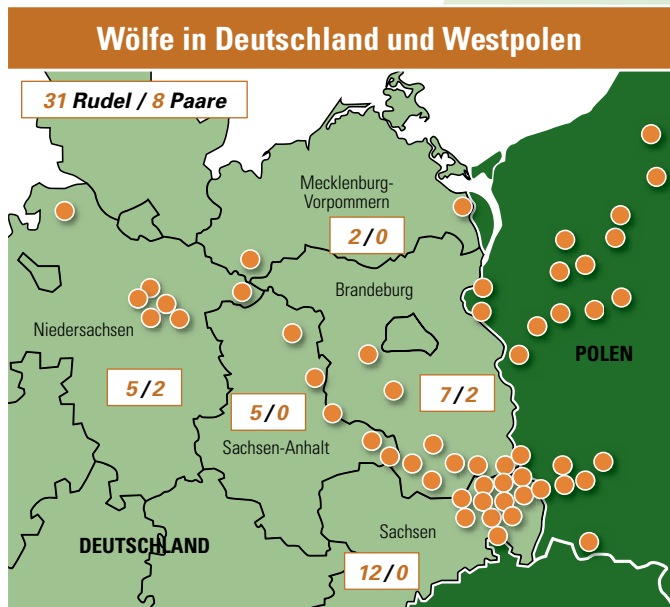 Wölfe in Deutschland und Westpolen
31 Rudel / 8 Paare
Mecklenburg-
Vorpommern
2/0
Brandeburg
Niedersachsen
POLEN
5/2
5/0
7/2
Sachsen-Anhalt
Sachsen
DEUTSCHLAND
12/0